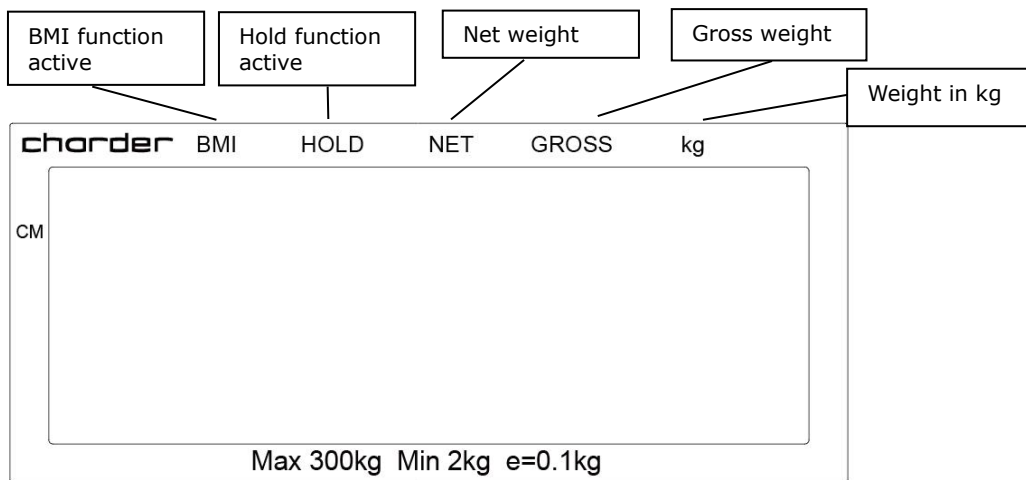 BMI function
active
Hold function
active
Net weight
Gross weight
Weight in kg
charder BMI HOLD NET GROSS kg
CM
Max 300kg Min 2kg e=0.1kg